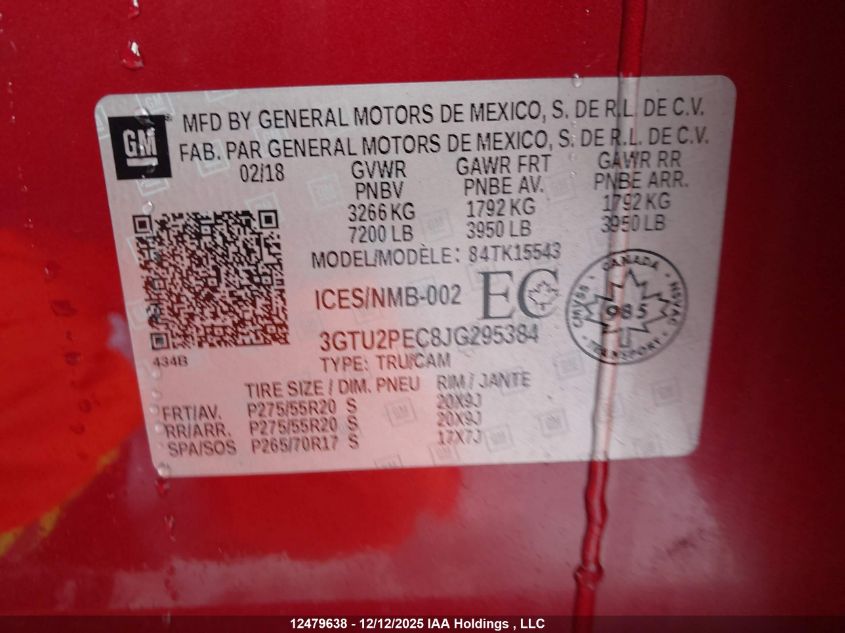 GM
MFD BY GENERAL MOTORS DE MEXICO, S. DE R.L. DE C.V.
FAB. PAR GENERAL MOTORS DE MEXICO, S. DE R.L. DE C.V.
02/18 GVWR GAWR FRT GAWR RR
PNBV PNBE AV. PNBE ARR.
3266 KG 1792 KG 1792 KG
7200 LB 3950 LB 3950 LB
MODEL/MODÈLE: 84TK15543
ICES/NMB-002 EC
CANADA
CMVSS 985 NSVAC
TRANSPORT
3GTU2PEC8JG295384
434B
TYPE: TRU/CAM
TIRE SIZE / DIM. PNEU RIM / JANTE
FRT/AV. P275/55R20 S 20X9J
RR/ARR. P275/55R20 S 20X9J
SPA/SOS P265/70R17 S 17X7J
12479638 - 12/12/2025 IAA Holdings , LLC